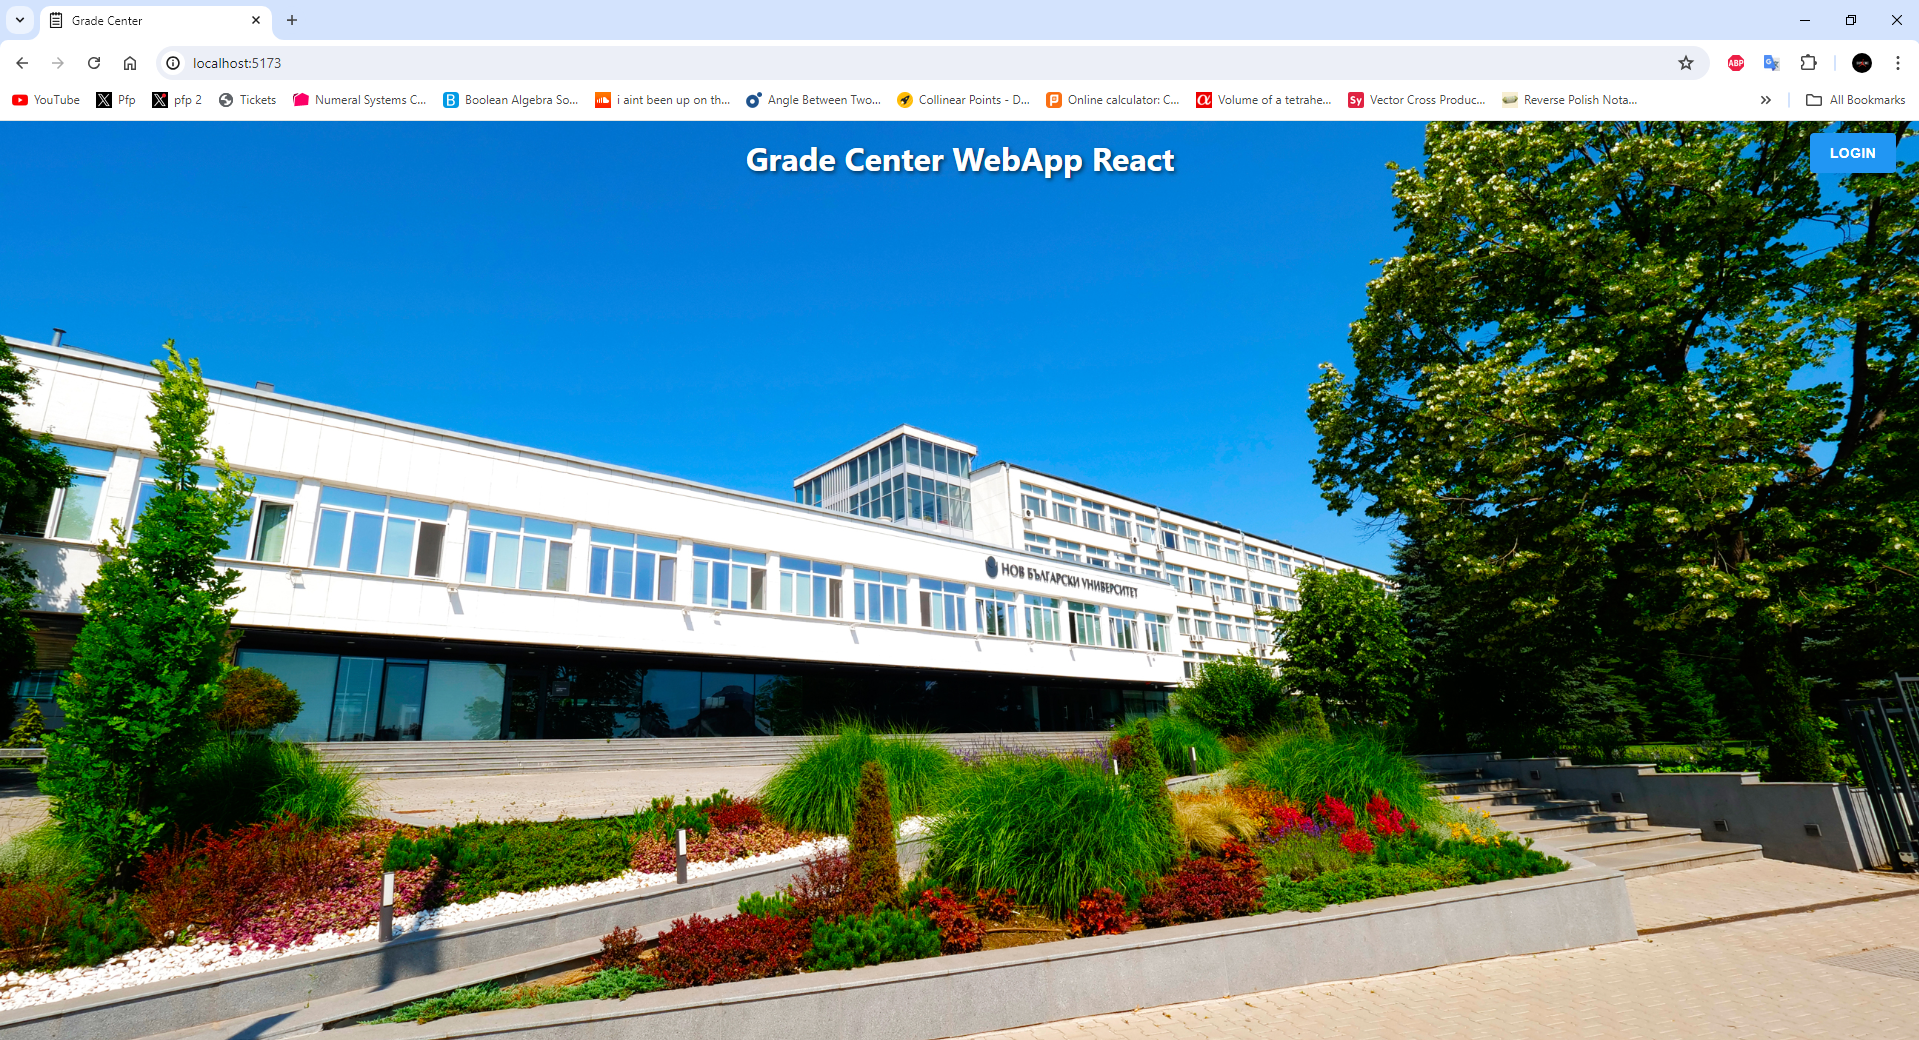 Grade Center
localhost:5173
ABP
YouTube
Pfp
pfp 2
Tickets
Numeral Systems C...
Boolean Algebra So...
i aint been up on th...
Angle Between Two...
Collinear Points - D...
Online calculator: C...
Volume of a tetrahe...
Sy
Vector Cross Produc...
Reverse Polish Nota...
All Bookmarks
Grade Center WebApp React
LOGIN
НОВ БЪЛГАРСКИ УНИВЕРСИТЕТ